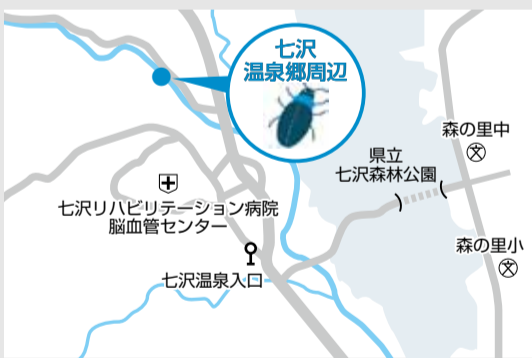 七沢
温泉郷周辺
森の里中
文
県立
七沢森林公園
七沢リハビリテーション病院
脳血管センター
森の里小
文
七沢温泉入口